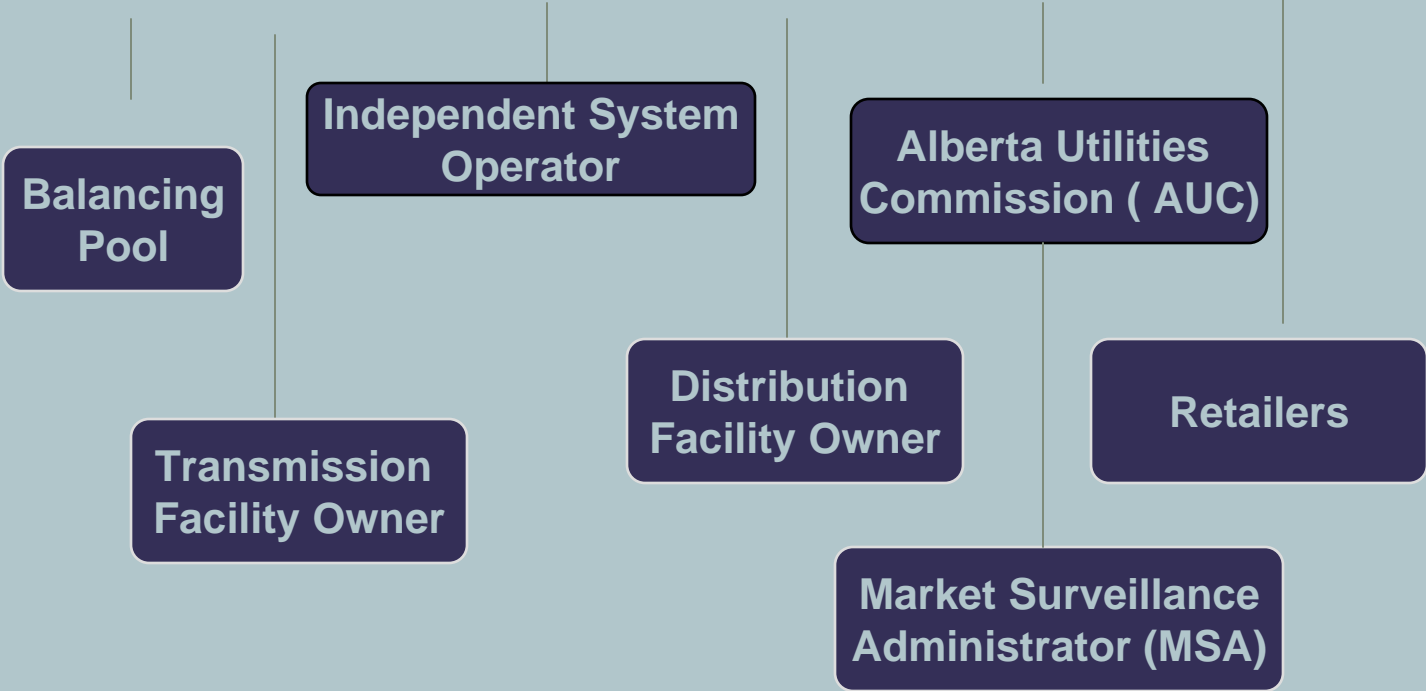 Independent System
Operator
Alberta Utilities
Commission ( AUC)
Balancing
Pool
Distribution
Facility Owner
Retailers
Transmission
Facility Owner
Market Surveillance
Administrator (MSA)